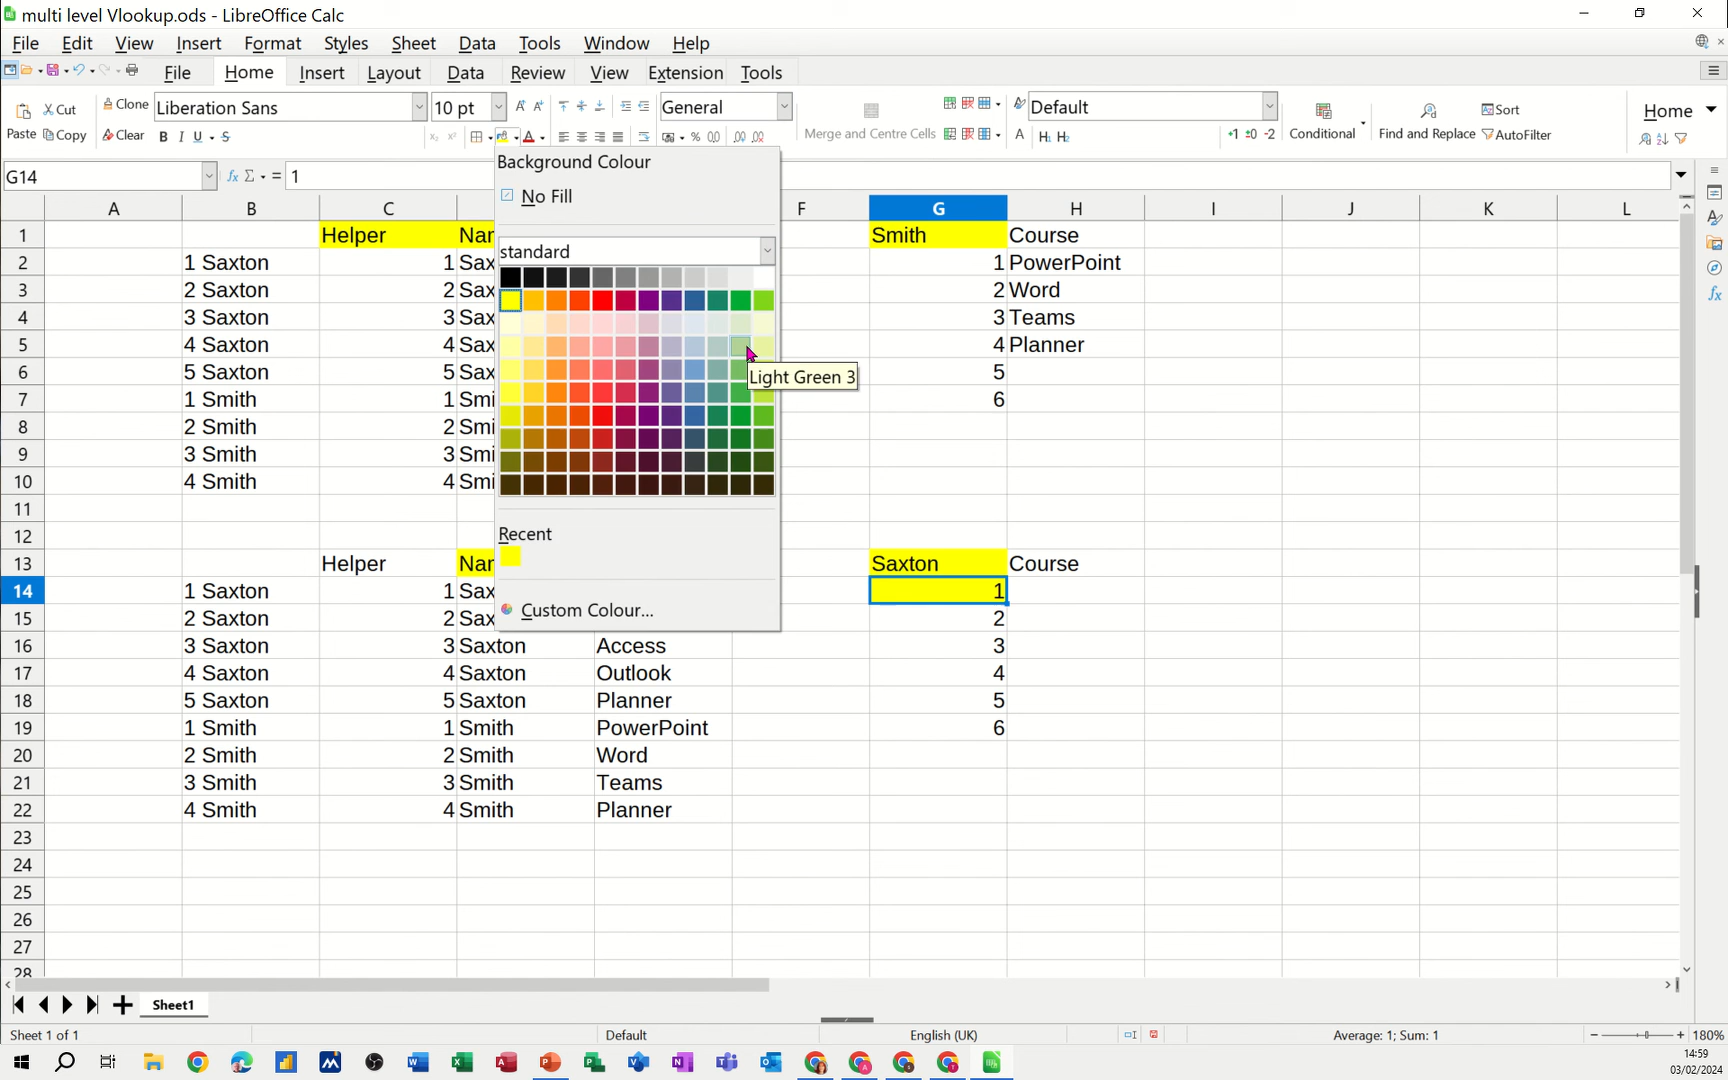 multi level Vlookup.ods - LibreOffice Calc
File Edit View Insert Format Styles Sheet Data Tools Window Help
File Home Insert Layout Data Review View Extension Tools
Cut Clone Liberation Sans 10 pt General Default Sort Home
Paste Copy Clear B I U S Merge and Centre Cells Conditional Find and Replace AutoFilter
G14 = 1
Background Colour
No Fill
standard
Light Green 3
Recent
Custom Colour...
A B C F G H I J K L
1 Helper Nar Smith Course
2 1 Saxton 1 Sax 1 PowerPoint
3 2 Saxton 2 Sax 2 Word
4 3 Saxton 3 Sax 3 Teams
5 4 Saxton 4 Sax 4 Planner
6 5 Saxton 5 Sax 5
7 1 Smith 1 Smi 6
8 2 Smith 2 Smi
9 3 Smith 3 Smi
10 4 Smith 4 Smi
11
12
13 Helper Nar Saxton Course
14 1 Saxton 1 Sax 1
15 2 Saxton 2 Sax 2
16 3 Saxton 3 Saxton Access 3
17 4 Saxton 4 Saxton Outlook 4
18 5 Saxton 5 Saxton Planner 5
19 1 Smith 1 Smith PowerPoint 6
20 2 Smith 2 Smith Word
21 3 Smith 3 Smith Teams
22 4 Smith 4 Smith Planner
23
24
25
26
27
28
Sheet1
Sheet 1 of 1 Default English (UK) Average: 1; Sum: 1 180%
14:59
03/02/2024